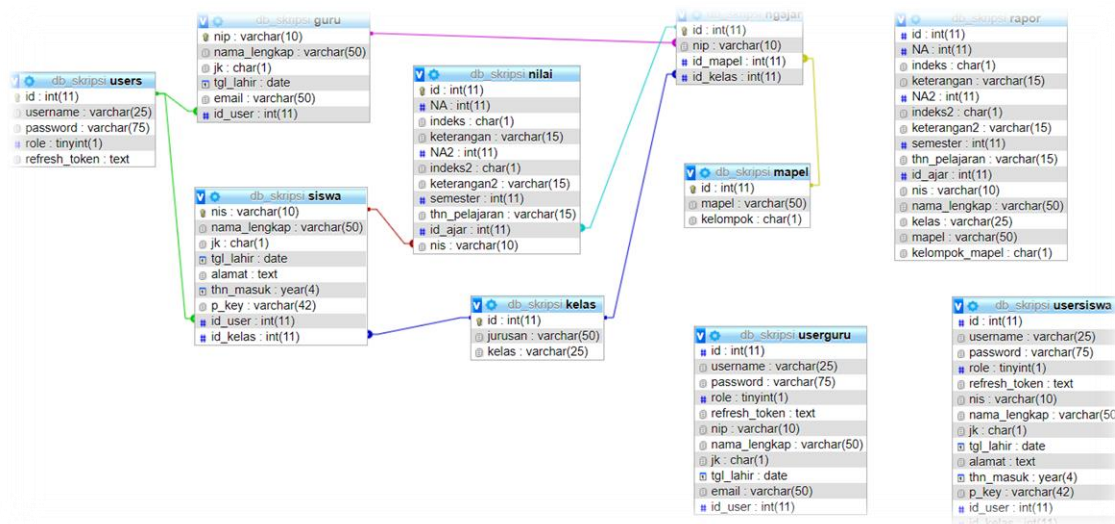 db_skripsi users
id : int(11)
username : varchar(25)
password : varchar(75)
role : tinyint(1)
refresh_token : text
db_skripsi guru
nip : varchar(10)
nama_lengkap : varchar(50)
jk : char(1)
tgl_lahir : date
email : varchar(50)
id_user : int(11)
db_skripsi siswa
nis : varchar(10)
nama_lengkap : varchar(50)
jk : char(1)
tgl_lahir : date
alamat : text
thn_masuk : year(4)
p_key : varchar(42)
id_user : int(11)
id_kelas : int(11)
db_skripsi nilai
id : int(11)
NA : int(11)
indeks : char(1)
keterangan : varchar(15)
NA2 : int(11)
indeks2 : char(1)
keterangan2 : varchar(15)
semester : int(11)
thn_pelajaran : varchar(15)
id_ajar : int(11)
nis : varchar(10)
db_skripsi kelas
id : int(11)
jurusan : varchar(50)
kelas : varchar(25)
db_skripsi ngajar
id : int(11)
nip : varchar(10)
id_mapel : int(11)
id_kelas : int(11)
db_skripsi mapel
id : int(11)
mapel : varchar(50)
kelompok : char(1)
db_skripsi rapor
id : int(11)
NA : int(11)
indeks : char(1)
keterangan : varchar(15)
NA2 : int(11)
indeks2 : char(1)
keterangan2 : varchar(15)
semester : int(11)
thn_pelajaran : varchar(15)
id_ajar : int(11)
nis : varchar(10)
nama_lengkap : varchar(50)
kelas : varchar(25)
mapel : varchar(50)
kelompok_mapel : char(1)
db_skripsi userguru
id : int(11)
username : varchar(25)
password : varchar(75)
role : tinyint(1)
refresh_token : text
nip : varchar(10)
nama_lengkap : varchar(50)
jk : char(1)
tgl_lahir : date
email : varchar(50)
id_user : int(11)
db_skripsi usersiswa
id : int(11)
username : varchar(25)
password : varchar(75)
role : tinyint(1)
refresh_token : text
nis : varchar(10)
nama_lengkap : varchar(50
jk : char(1)
tgl_lahir : date
alamat : text
thn_masuk : year(4)
p_key : varchar(42)
id_user : int(11)